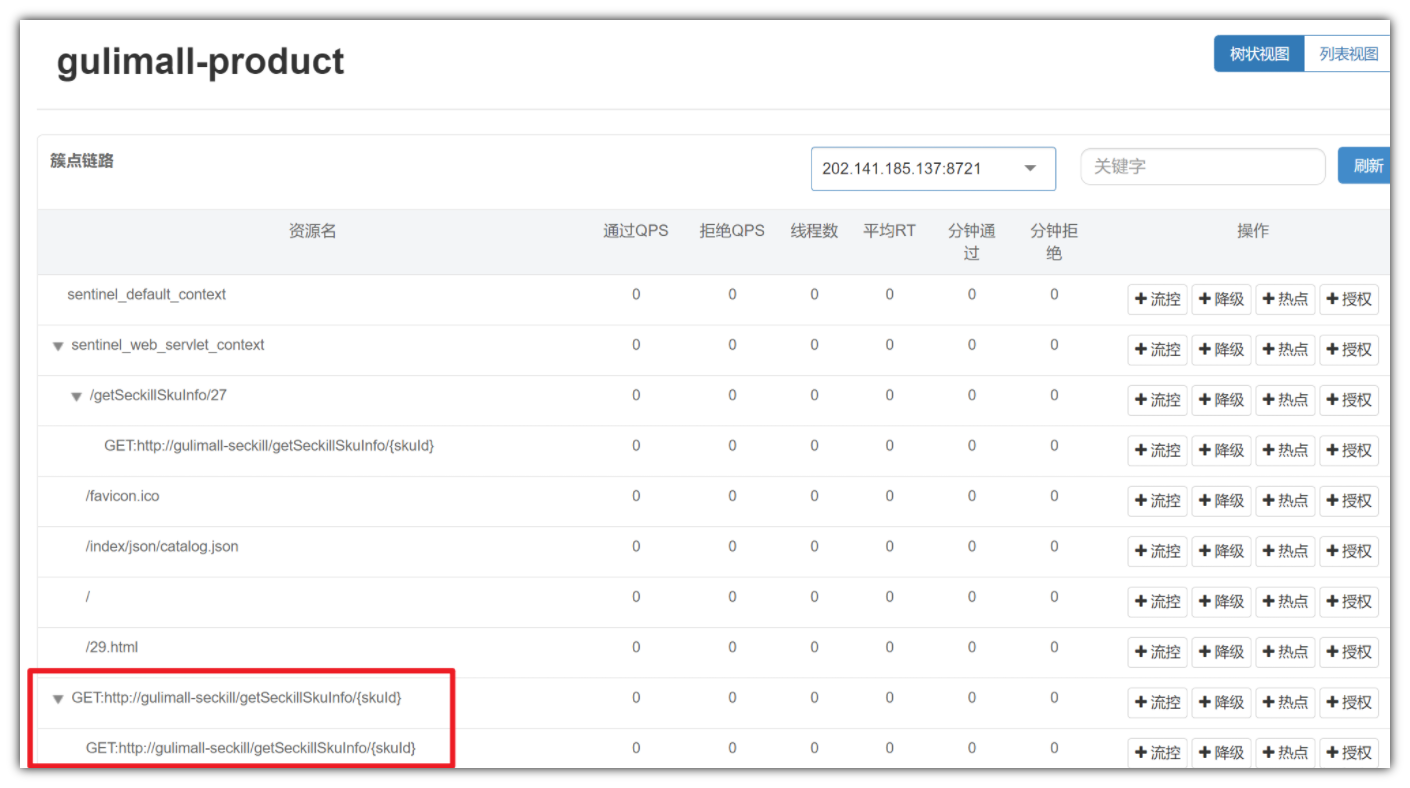 gulimall-product
树状视图 列表视图
簇点链路 202.141.185.137:8721 关键字 刷新
资源名 通过QPS 拒绝QPS 线程数 平均RT 分钟通 分钟拒 操作
过 绝
sentinel_default_context 0 0 0 0 0 0 流控 降级 热点 授权
sentinel_web_servlet_context 0 0 0 0 0 0 流控 降级 热点 授权
/getSeckillSkuInfo/27 0 0 0 0 0 0 流控 降级 热点 授权
GET:http://gulimall-seckill/getSeckillSkuInfo/{skuId} 0 0 0 0 0 0 流控 降级 热点 授权
/favicon.ico 0 0 0 0 0 0 流控 降级 热点 授权
/index/json/catalog.json 0 0 0 0 0 0 流控 降级 热点 授权
/ 0 0 0 0 0 0 流控 降级 热点 授权
/29.html 0 0 0 0 0 0 流控 降级 热点 授权
GET:http://gulimall-seckill/getSeckillSkuInfo/{skuId} 0 0 0 0 0 0 流控 降级 热点 授权
GET:http://gulimall-seckill/getSeckillSkuInfo/{skuId} 0 0 0 0 0 0 流控 降级 热点 授权